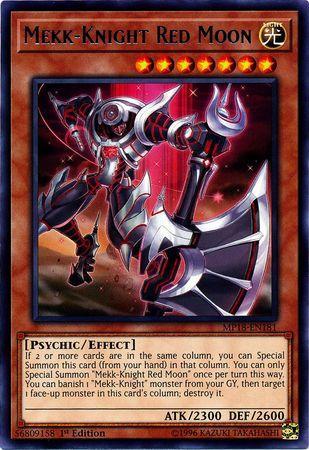 MEKK-KNIGHT RED MOON
LIGHT
光
MP18-EN181
[PSYCHIC/EFFECT]
If 2 or more cards are in the same column, you can Special
Summon this card (from your hand) in that column. You can only
Special Summon "Mekk-Knight Red Moon" once per turn this way.
You can banish 1 "Mekk-Knight" monster from your GY, then target
1 face-up monster in this card's column; destroy it.
ATK/2300 DEF/2600
56809158 1st Edition ©1996 KAZUKI TAKAHASHI